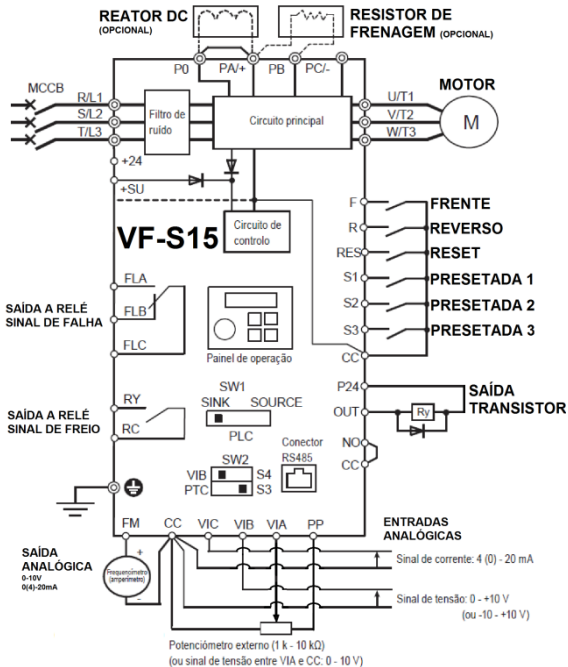 REATOR DC
(OPCIONAL)
RESISTOR DE
FRENAGEM (OPCIONAL)
P0
PA/+
PB
PC/-
MCCB
R/L1
S/L2
T/L3
Filtro de
ruído
Circuito principal
U/T1
V/T2
W/T3
MOTOR
M
+24
+SU
VF-S15
Circuito de
controlo
F
FRENTE
R
REVERSO
RES
RESET
S1
PRESETADA 1
S2
PRESETADA 2
S3
PRESETADA 3
CC
FLA
FLB
FLC
SAÍDA A RELÉ
SINAL DE FALHA
Painel de operação
P24
OUT
Ry
SAÍDA
TRANSISTOR
NO
CC
RY
RC
SAÍDA A RELÉ
SINAL DE FREIO
SW1
SINK
SOURCE
PLC
SW2
VIB
S4
PTC
S3
Conector
RS485
FM
CC
VIC
VIB
VIA
PP
ENTRADAS
ANALÓGICAS
SAÍDA
ANALÓGICA
0-10V
0(4)-20mA
+
Frequencímetro
(amperímetro)
-
Sinal de corrente: 4 (0) - 20 mA
Sinal de tensão: 0 - +10 V
(ou -10 - +10 V)
Potenciómetro externo (1 k - 10 kΩ)
(ou sinal de tensão entre VIA e CC: 0 - 10 V)